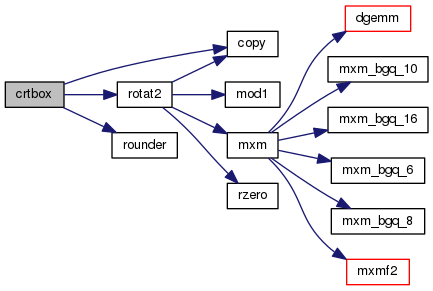 dgemm
copy
mxm_bgq_10
crtbox
rotat2
mod1
mxm_bgq_16
rounder
mxm
mxm_bgq_6
rzero
mxm_bgq_8
mxmf2